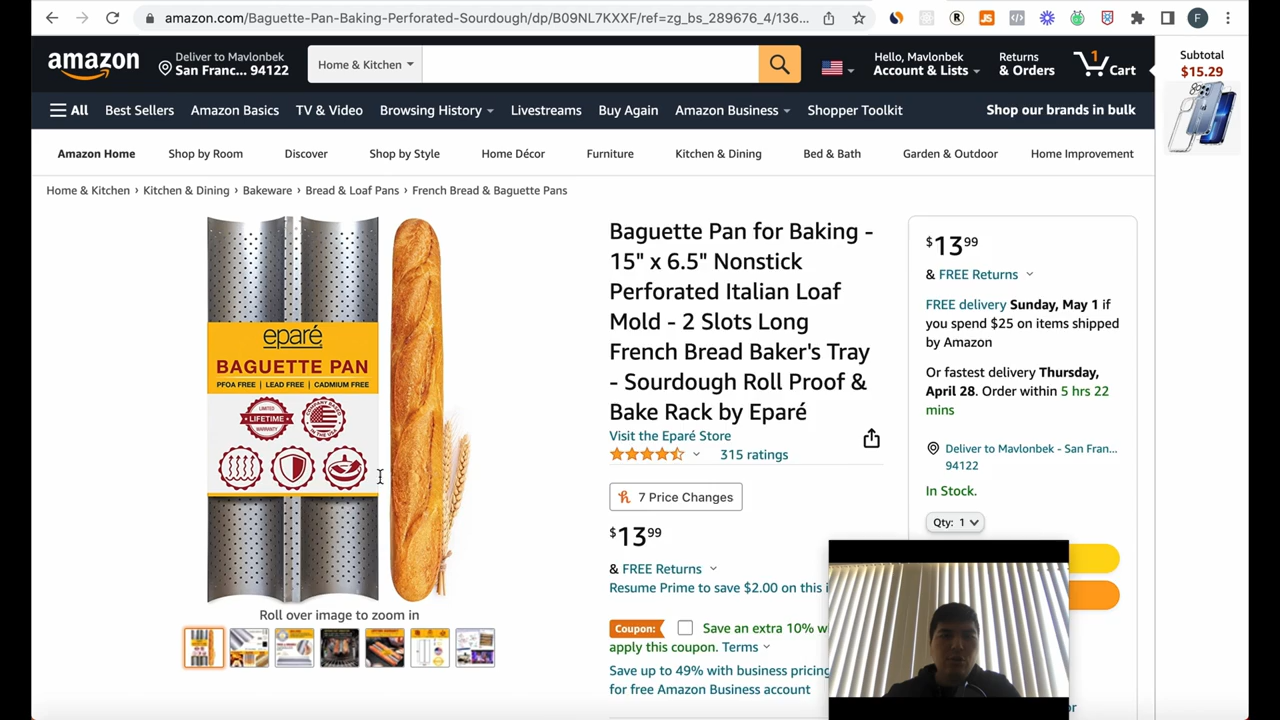 amazon.com/Baguette-Pan-Baking-Perforated-Sourdough/dp/B09NL7KXXF/ref=zg_bs_289676_4/136...
F
amazon
Deliver to Mavlonbek
San Franc... 94122
Home & Kitchen
Hello, Mavlonbek
Account & Lists
Returns
& Orders
1
Cart
Subtotal
$15.29
All
Best Sellers
Amazon Basics
TV & Video
Browsing History
Livestreams
Buy Again
Amazon Business
Shopper Toolkit
Shop our brands in bulk
Amazon Home
Shop by Room
Discover
Shop by Style
Home Décor
Furniture
Kitchen & Dining
Bed & Bath
Garden & Outdoor
Home Improvement
Home & Kitchen › Kitchen & Dining › Bakeware › Bread & Loaf Pans › French Bread & Baguette Pans
eparé
BAGUETTE PAN
PFOA FREE | LEAD FREE | CADMIUM FREE
LIMITED
LIFETIME
WARRANTY
Roll over image to zoom in
Baguette Pan for Baking -
15" x 6.5" Nonstick
Perforated Italian Loaf
Mold - 2 Slots Long
French Bread Baker's Tray
- Sourdough Roll Proof &
Bake Rack by Eparé
Visit the Eparé Store
315 ratings
7 Price Changes
$13 99
& FREE Returns
Resume Prime to save $2.00 on this i
Coupon:
Save an extra 10% w
apply this coupon. Terms
Save up to 49% with business pricing
for free Amazon Business account
$13 99
& FREE Returns
FREE delivery Sunday, May 1 if
you spend $25 on items shipped
by Amazon
Or fastest delivery Thursday,
April 28. Order within 5 hrs 22
mins
Deliver to Mavlonbek - San Fran...
94122
In Stock.
Qty: 1
or